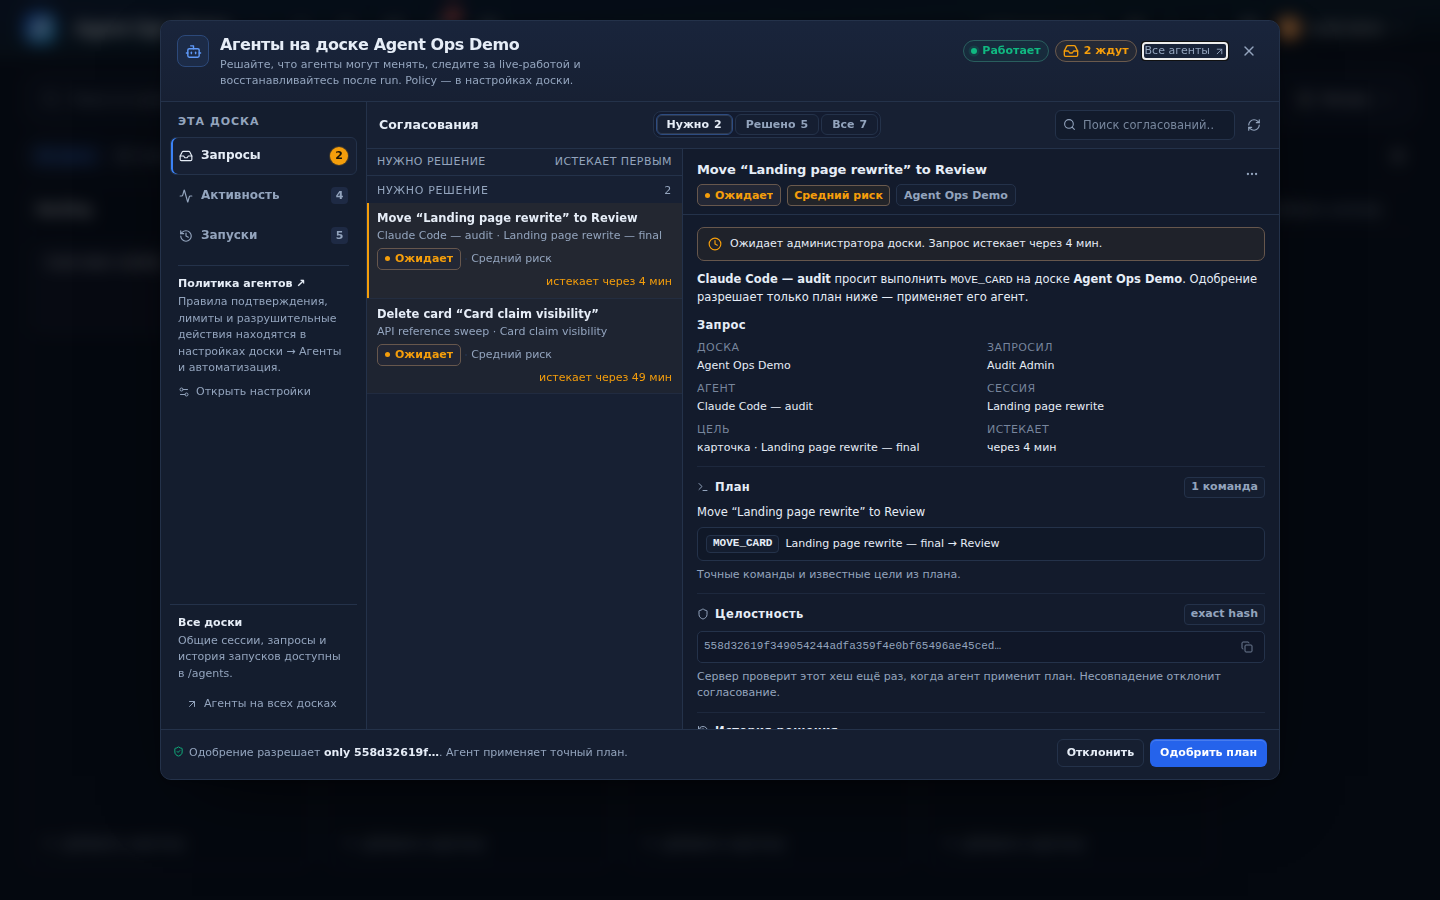 Агенты на доске Agent Ops Demo
Решайте, что агенты могут менять, следите за live-работой и
восстанавливайтесь после run. Policy — в настройках доски.
Работает
2 ждут
Все агенты ↗
ЭТА ДОСКА
Запросы
2
Активность
4
Запуски
5
Политика агентов ↗
Правила подтверждения,
лимиты и разрушительные
действия находятся в
настройках доски → Агенты
и автоматизация.
Открыть настройки
Все доски
Общие сессии, запросы и
история запусков доступны
в /agents.
Агенты на всех досках
Согласования
Нужно 2
Решено 5
Все 7
Поиск согласований..
НУЖНО РЕШЕНИЕ
ИСТЕКАЕТ ПЕРВЫМ
НУЖНО РЕШЕНИЕ
2
Move “Landing page rewrite” to Review
Claude Code — audit · Landing page rewrite — final
Ожидает
Средний риск
истекает через 4 мин
Delete card “Card claim visibility”
API reference sweep · Card claim visibility
Ожидает
Средний риск
истекает через 49 мин
Move “Landing page rewrite” to Review
Ожидает
Средний риск
Agent Ops Demo
Ожидает администратора доски. Запрос истекает через 4 мин.
Claude Code — audit просит выполнить MOVE_CARD на доске Agent Ops Demo. Одобрение
разрешает только план ниже — применяет его агент.
Запрос
ДОСКА
Agent Ops Demo
ЗАПРОСИЛ
Audit Admin
АГЕНТ
Claude Code — audit
СЕССИЯ
Landing page rewrite
ЦЕЛЬ
карточка · Landing page rewrite — final
ИСТЕКАЕТ
через 4 мин
План
1 команда
Move “Landing page rewrite” to Review
MOVE_CARD Landing page rewrite — final → Review
Точные команды и известные цели из плана.
Целостность
exact hash
558d32619f349054244adfa359f4e0bf65496ae45ced…
Сервер проверит этот хеш ещё раз, когда агент применит план. Несовпадение отклонит
согласование.
Одобрение разрешает only 558d32619f…. Агент применяет точный план.
Отклонить
Одобрить план